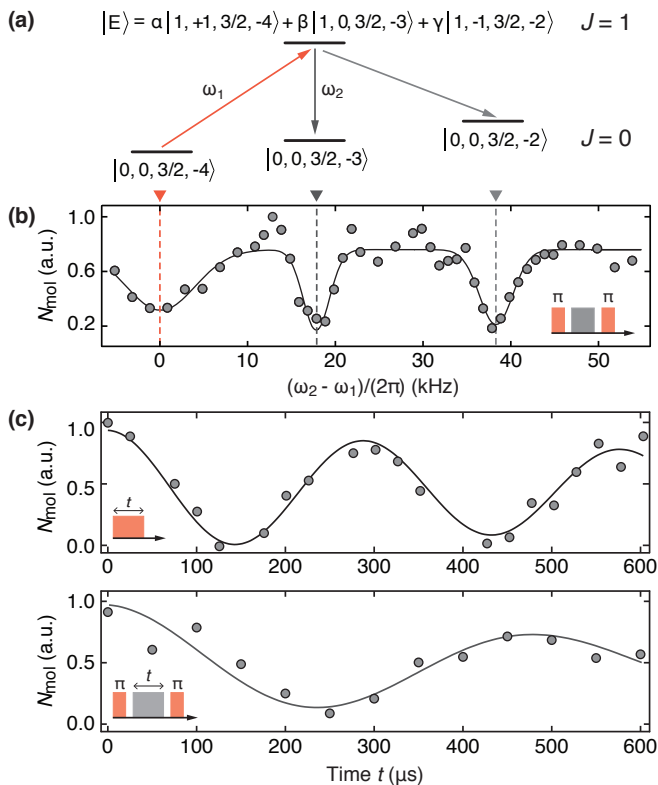 (a) |E⟩ = α|1, +1, 3/2, -4⟩ + β|1, 0, 3/2, -3⟩ + γ|1, -1, 3/2, -2⟩ J = 1
ω₁ ω₂
|0, 0, 3/2, -4⟩ |0, 0, 3/2, -3⟩ |0, 0, 3/2, -2⟩ J = 0
(b)
N_mol (a.u.)
1.0
0.6
0.2
π π
0 10 20 30 40 50
(ω₂ - ω₁)/(2π) (kHz)
(c)
N_mol (a.u.)
1.0
0.5
0.0
t
0 100 200 300 400 500 600
N_mol (a.u.)
1.0
0.5
0.0
π t π
0 100 200 300 400 500 600
Time t (μs)